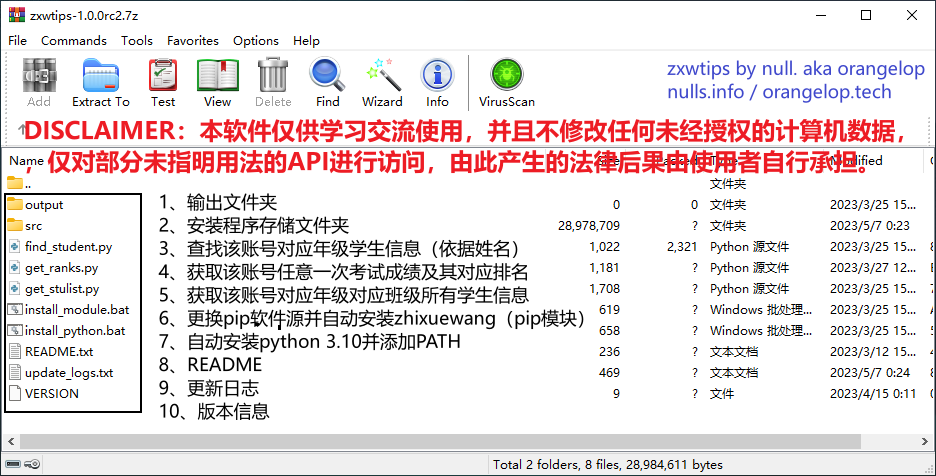 zxwtips-1.0.0rc2.7z
File Commands Tools Favorites Options Help
Add Extract To Test View Delete Find Wizard Info VirusScan
zxwtips by null. aka orangelop
nulls.info / orangelop.tech
DISCLAIMER：本软件仅供学习交流使用，并且不修改任何未经授权的计算机数据，
，仅对部分未指明用法的API进行访问，由此产生的法律后果由使用者自行承担。
Name Size Packed Type Modified
.. 文件夹
output 1、输出文件夹 0 0 文件夹 2023/3/25 15...
src 2、安装程序存储文件夹 28,978,709 ? 文件夹 2023/5/7 0:23
find_student.py 3、查找该账号对应年级学生信息（依据姓名） 1,022 2,321 Python 源文件 2023/3/25 15...
get_ranks.py 4、获取该账号任意一次考试成绩及其对应排名 1,181 ? Python 源文件 2023/3/27 12...
get_stulist.py 5、获取该账号对应年级对应班级所有学生信息 1,708 ? Python 源文件 2023/3/25 15...
install_module.bat 6、更换pip软件源并自动安装zhixuewang（pip模块） 619 ? Windows 批处理... 2023/3/25 15...
install_python.bat 7、自动安装python 3.10并添加PATH 658 ? Windows 批处理... 2023/3/25 15...
README.txt 8、README 236 ? 文本文档 2023/3/12 15...
update_logs.txt 9、更新日志 469 ? 文本文档 2023/5/7 0:24
VERSION 10、版本信息 9 ? 文件 2023/4/15 0:11
Total 2 folders, 8 files, 28,984,611 bytes